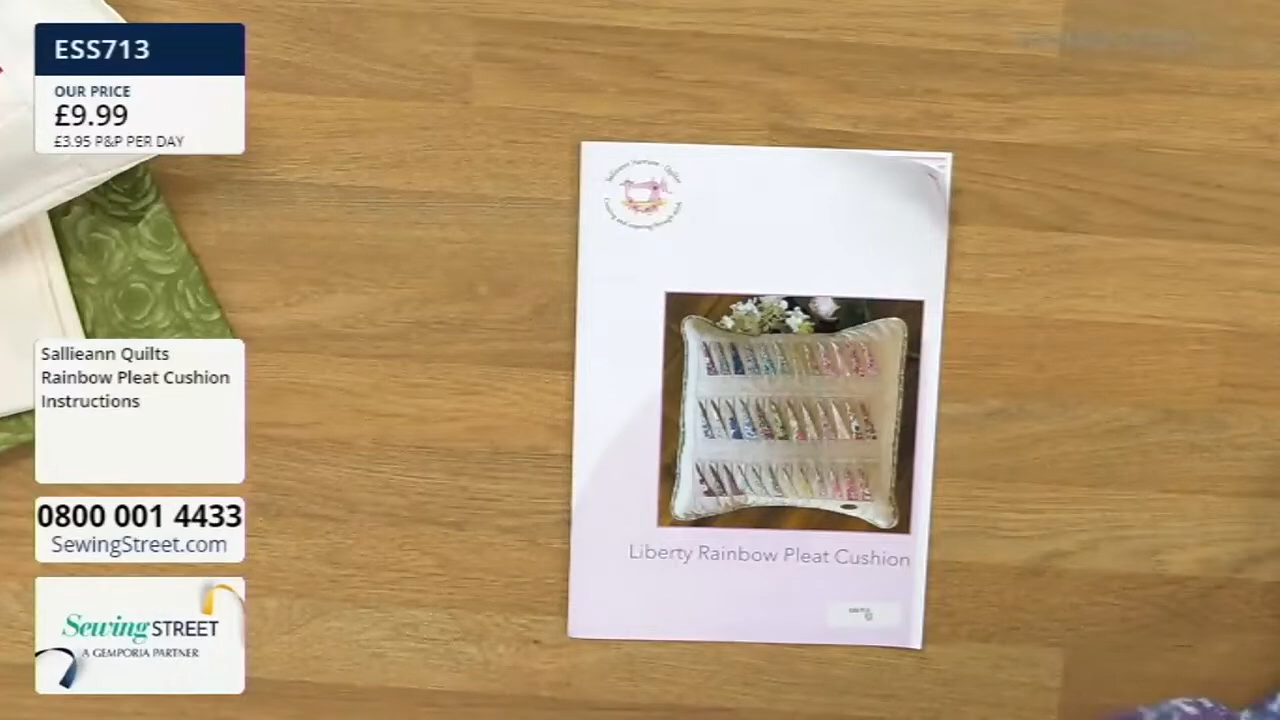 ESS713
OUR PRICE
£9.99
£3.95 P&P PER DAY
Sallieann Quilts
Rainbow Pleat Cushion
Instructions
0800 001 4433
SewingStreet.com
Sewing STREET
A GEMPORIA PARTNER
Liberty Rainbow Pleat Cushion